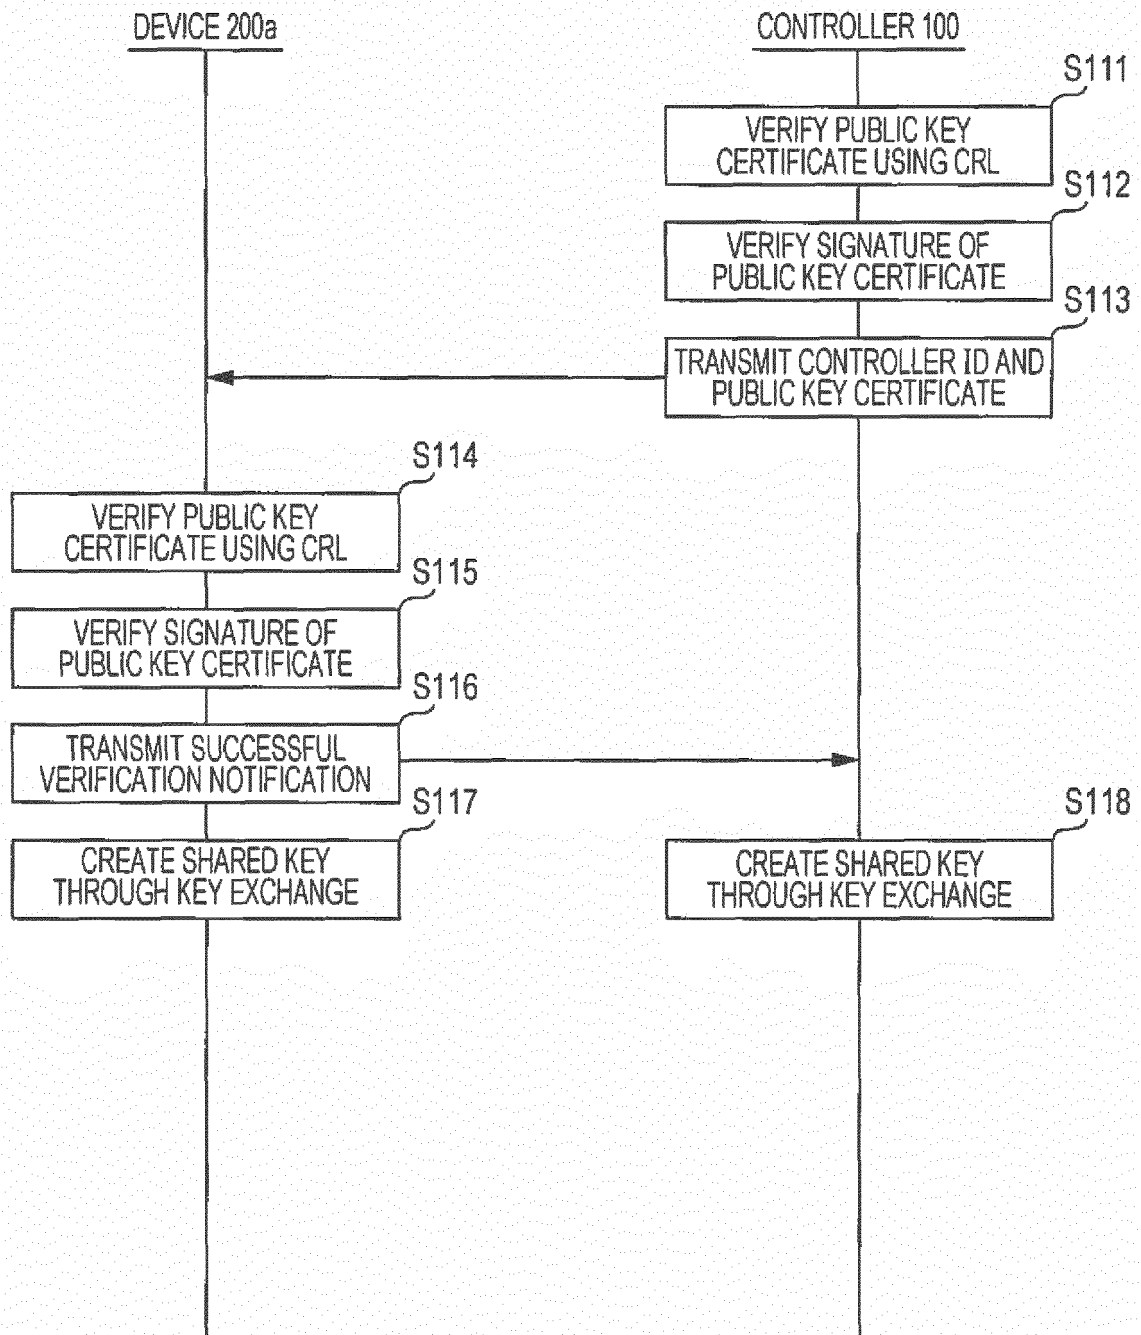 DEVICE 200a
CONTROLLER 100
S111
VERIFY PUBLIC KEY
CERTIFICATE USING CRL
S112
VERIFY SIGNATURE OF
PUBLIC KEY CERTIFICATE
S113
TRANSMIT CONTROLLER ID AND
PUBLIC KEY CERTIFICATE
S114
VERIFY PUBLIC KEY
CERTIFICATE USING CRL
S115
VERIFY SIGNATURE OF
PUBLIC KEY CERTIFICATE
S116
TRANSMIT SUCCESSFUL
VERIFICATION NOTIFICATION
S117
CREATE SHARED KEY
THROUGH KEY EXCHANGE
S118
CREATE SHARED KEY
THROUGH KEY EXCHANGE